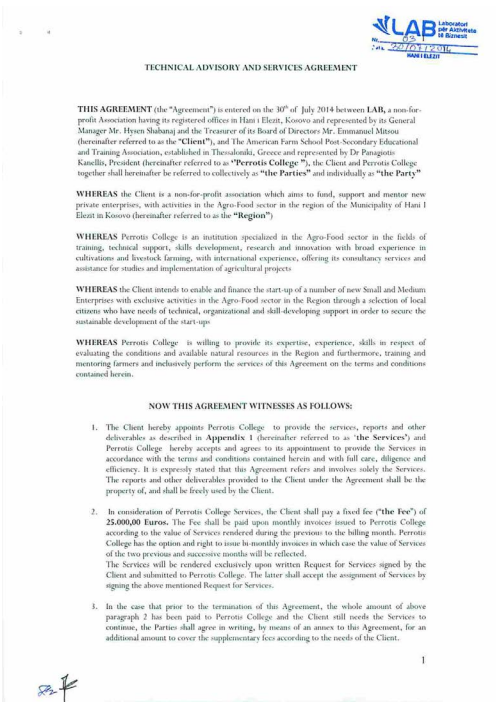 LAB Laboratori
për Aktivitete
të Biznesit
Nr. 03
Data 30/07/2014
HANI I ELEZIT
TECHNICAL ADVISORY AND SERVICES AGREEMENT
THIS AGREEMENT (the "Agreement") is entered on the 30th of July 2014 between LAB, a non-for-
profit Association having its registered offices in Hani i Elezit, Kosovo and represented by its General
Manager Mr. Hysen Shabanaj and the Treasurer of its Board of Directors Mr. Emmanuel Mitsou
(hereinafter referred to as the "Client"), and The American Farm School Post-Secondary Educational
and Training Association, established in Thessaloniki, Greece and represented by Dr Panagiotis
Kanellis, President (hereinafter referred to as "Perrotis College "), the Client and Perrotis College
together shall hereinafter be referred to collectively as "the Parties" and individually as "the Party"
WHEREAS the Client is a non-for-profit association which aims to fund, support and mentor new
private enterprises, with activities in the Agro-Food sector in the region of the Municipality of Hani I
Elezit in Kosovo (hereinafter referred to as the "Region")
WHEREAS Perrotis College is an institution specialized in the Agro-Food sector in the fields of
training, technical support, skills development, research and innovation with broad experience in
cultivations and livestock farming, with international experience, offering its consultancy services and
assistance for studies and implementation of agricultural projects
WHEREAS the Client intends to enable and finance the start-up of a number of new Small and Medium
Enterprises with exclusive activities in the Agro-Food sector in the Region through a selection of local
citizens who have needs of technical, organizational and skill-developing support in order to secure the
sustainable development of the start-ups
WHEREAS Perrotis College is willing to provide its expertise, experience, skills in respect of
evaluating the conditions and available natural resources in the Region and furthermore, training and
mentoring farmers and inclusively perform the services of this Agreement on the terms and conditions
contained herein.
NOW THIS AGREEMENT WITNESSES AS FOLLOWS:
1. The Client hereby appoints Perrotis College to provide the services, reports and other
deliverables as described in Appendix 1 (hereinafter referred to as 'the Services') and
Perrotis College hereby accepts and agrees to its appointment to provide the Services in
accordance with the terms and conditions contained herein and with full care, diligence and
efficiency. It is expressly stated that this Agreement refers and involves solely the Services.
The reports and other deliverables provided to the Client under the Agreement shall be the
property of, and shall be freely used by the Client.
2. In consideration of Perrotis College Services, the Client shall pay a fixed fee ("the Fee") of
25.000,00 Euros. The Fee shall be paid upon monthly invoices issued to Perrotis College
according to the value of Services rendered during the previous to the billing month. Perrotis
College has the option and right to issue bi-monthly invoices in which case the value of Services
of the two previous and successive months will be reflected.
The Services will be rendered exclusively upon written Request for Services signed by the
Client and submitted to Perrotis College. The latter shall accept the assignment of Services by
signing the above mentioned Request for Services.
3. In the case that prior to the termination of this Agreement, the whole amount of above
paragraph 2 has been paid to Perrotis College and the Client still needs the Services to
continue, the Parties shall agree in writing, by means of an annex to this Agreement, for an
additional amount to cover the supplementary fees according to the needs of the Client.
1